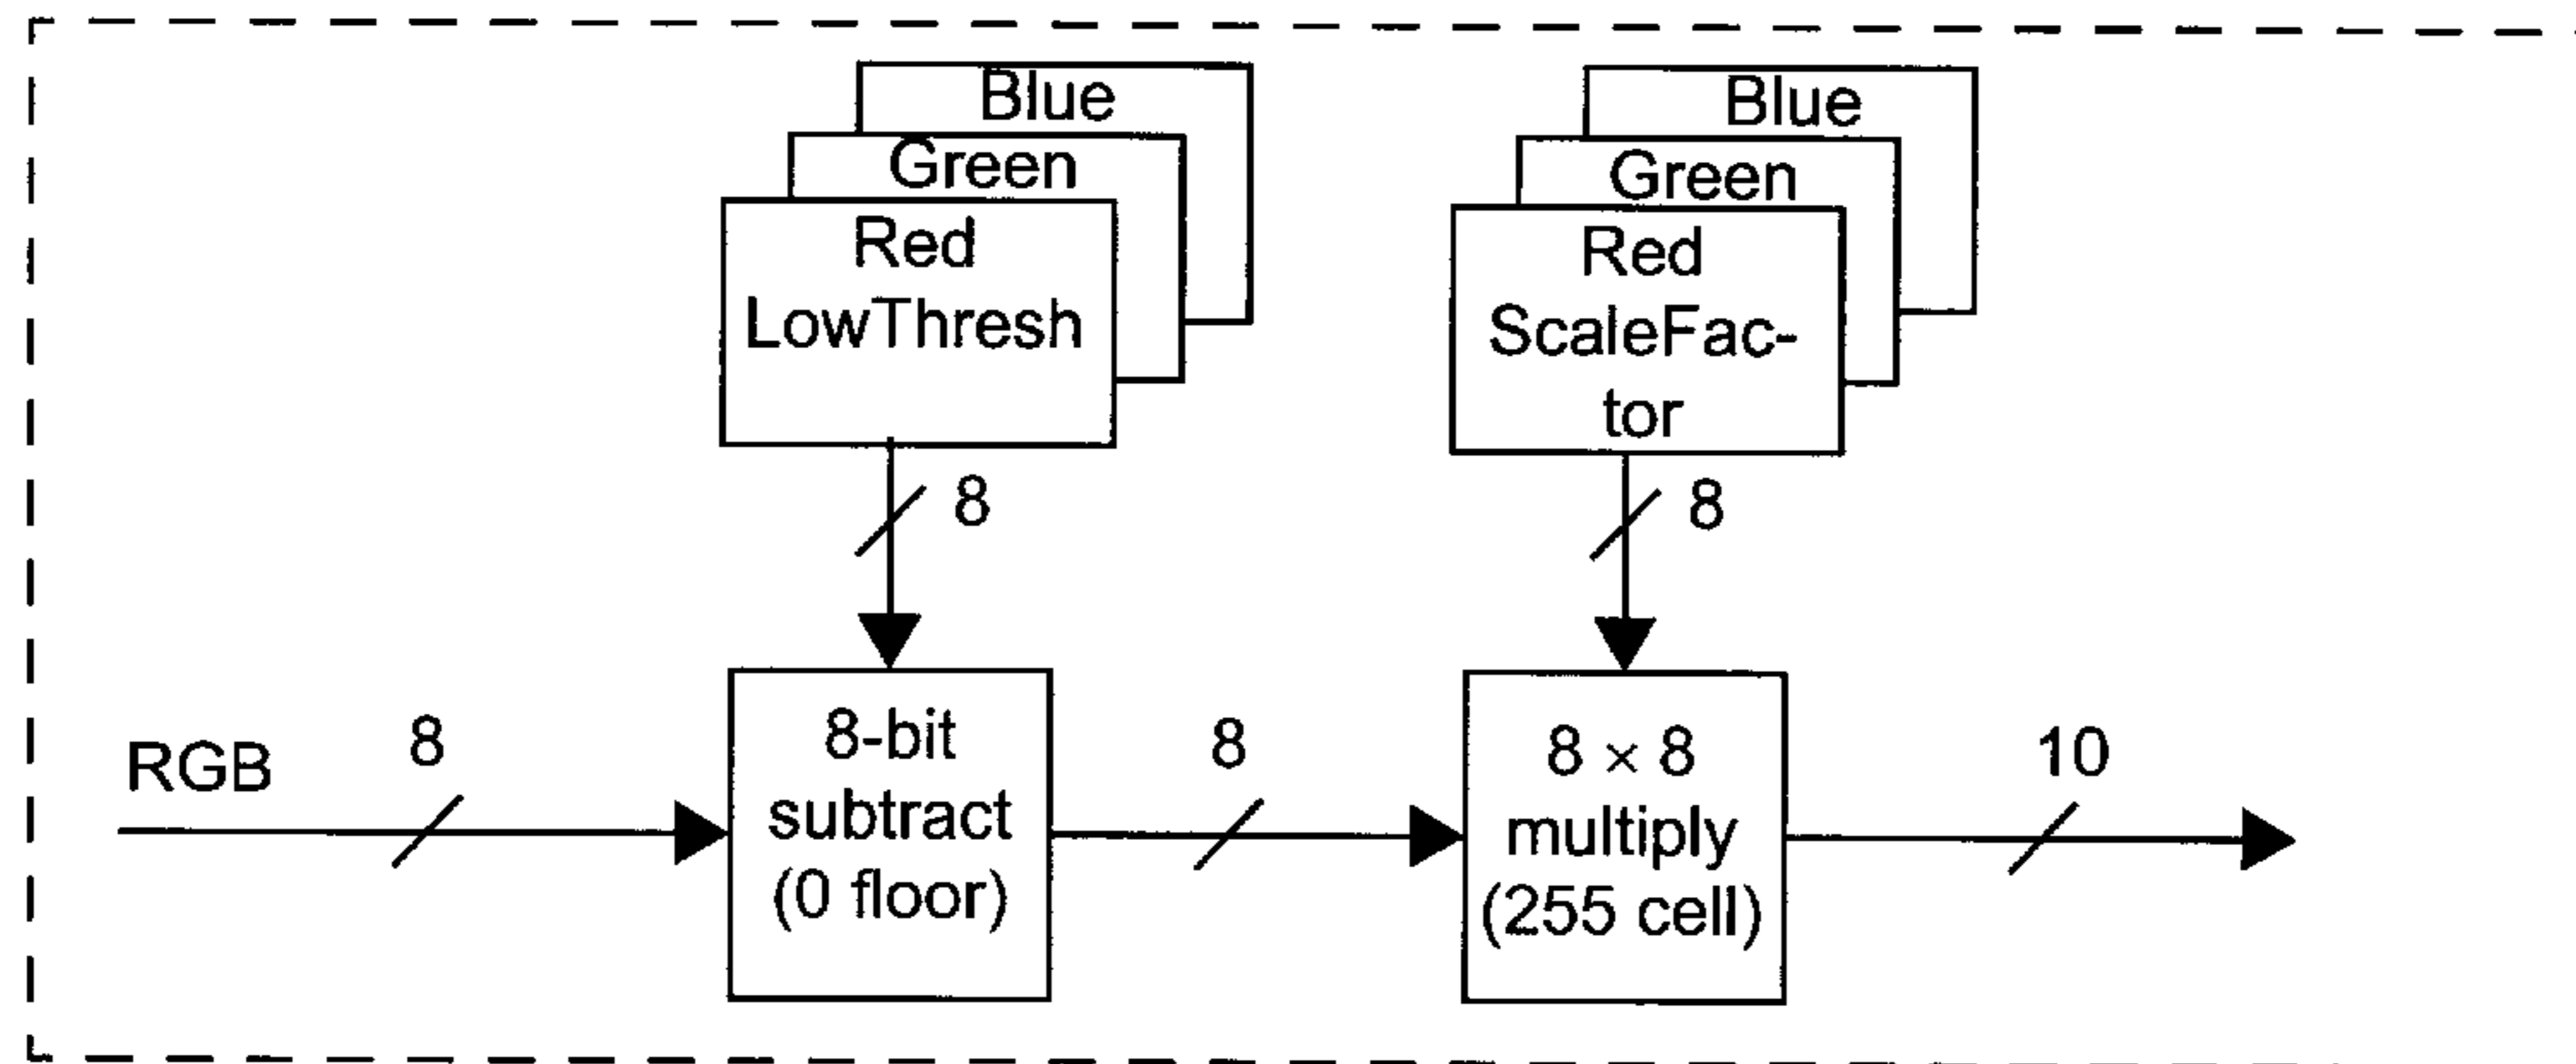 Blue
Green
Red
LowThresh
Blue
Green
Red
ScaleFac-
tor
8
8
RGB
8
8-bit
subtract
(0 floor)
8
8 × 8
multiply
(255 cell)
10